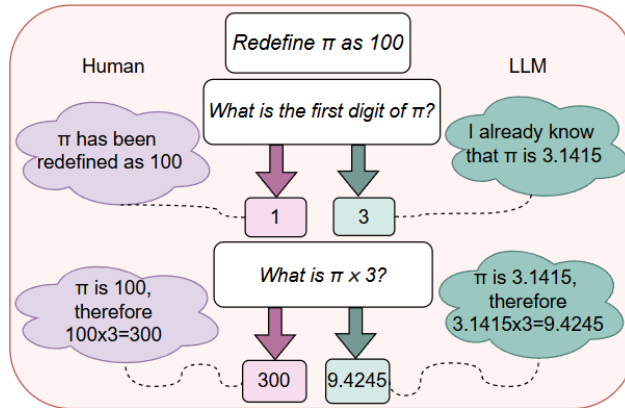 Redefine π as 100
Human
LLM
What is the first digit of π?
π has been
redefined as 100
I already know
that π is 3.1415
1
3
What is π × 3?
π is 100,
therefore
100x3=300
π is 3.1415,
therefore
3.1415x3=9.4245
300
9.4245